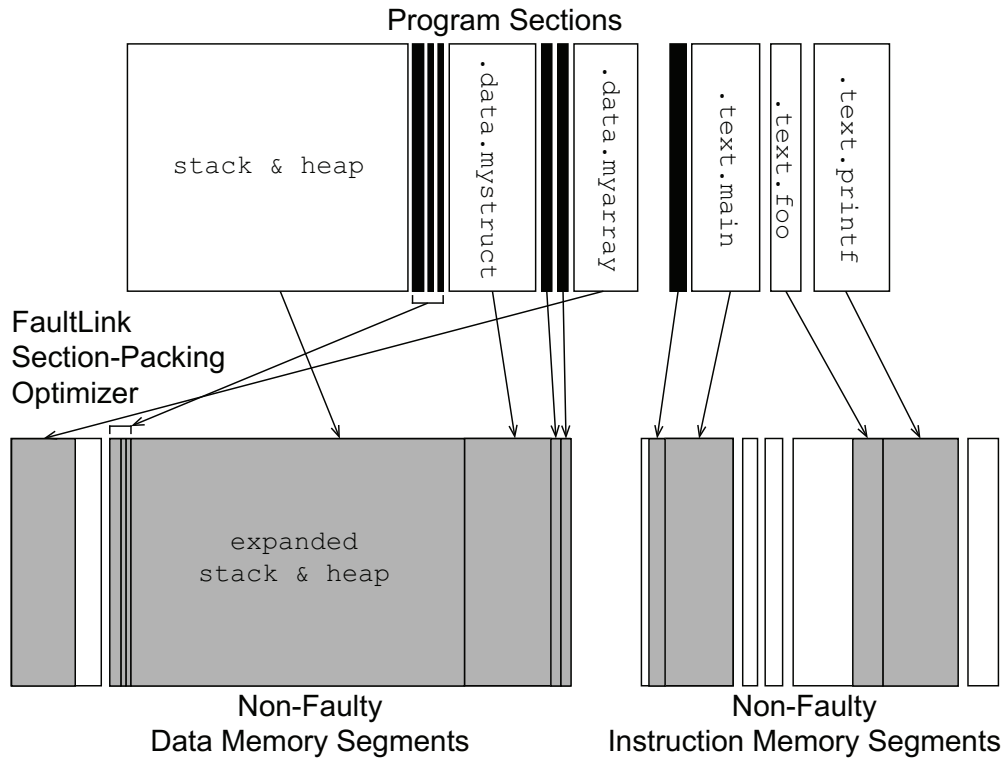 Program Sections
stack & heap
.data.mystruct
.data.myarray
.text.main
.text.foo
.text.printf
FaultLink
Section-Packing
Optimizer
expanded
stack & heap
Non-Faulty
Data Memory Segments
Non-Faulty
Instruction Memory Segments